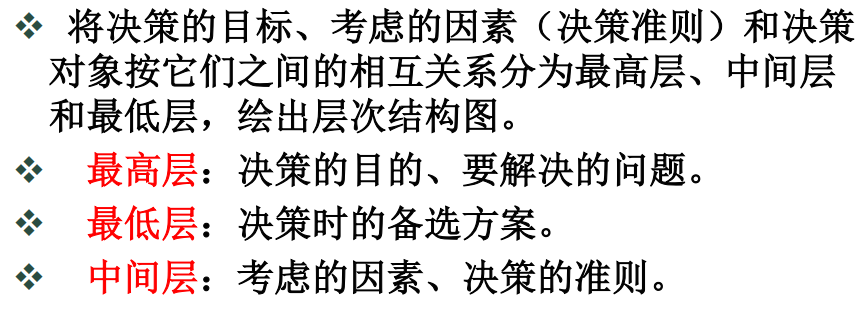 ❖ 将决策的目标、考虑的因素（决策准则）和决策
对象按它们之间的相互关系分为最高层、中间层
和最低层，绘出层次结构图。
❖ 最高层：决策的目的、要解决的问题。
❖ 最低层：决策时的备选方案。
❖ 中间层：考虑的因素、决策的准则。